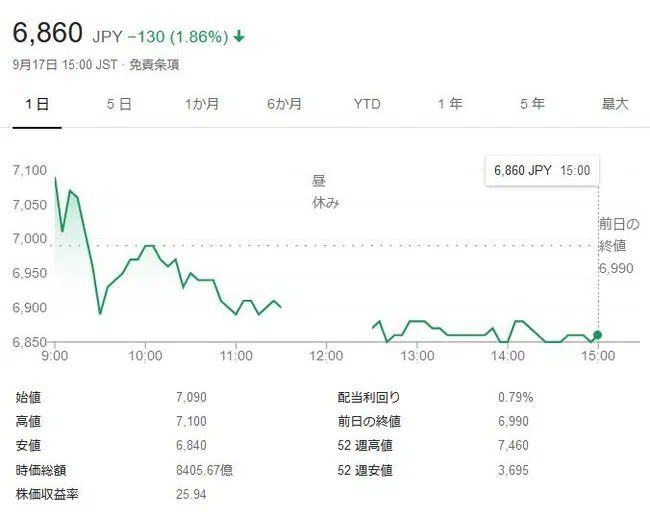 6,860 JPY −130 (1.86%) ↓
9月17日 15:00 JST · 免責条項
1日 5日 1か月 6か月 YTD 1年 5年 最大
6,860 JPY 15:00
7,100
7,050
7,000
6,950
6,900
6,850
昼
休み
前日の
終値
6,990
9:00 10:00 11:00 12:00 13:00 14:00 15:00
始値 7,090 配当利回り 0.79%
高値 7,100 前日の終値 6,990
安値 6,840 52 週高値 7,460
時価総額 8405.67億 52 週安値 3,695
株価収益率 25.94